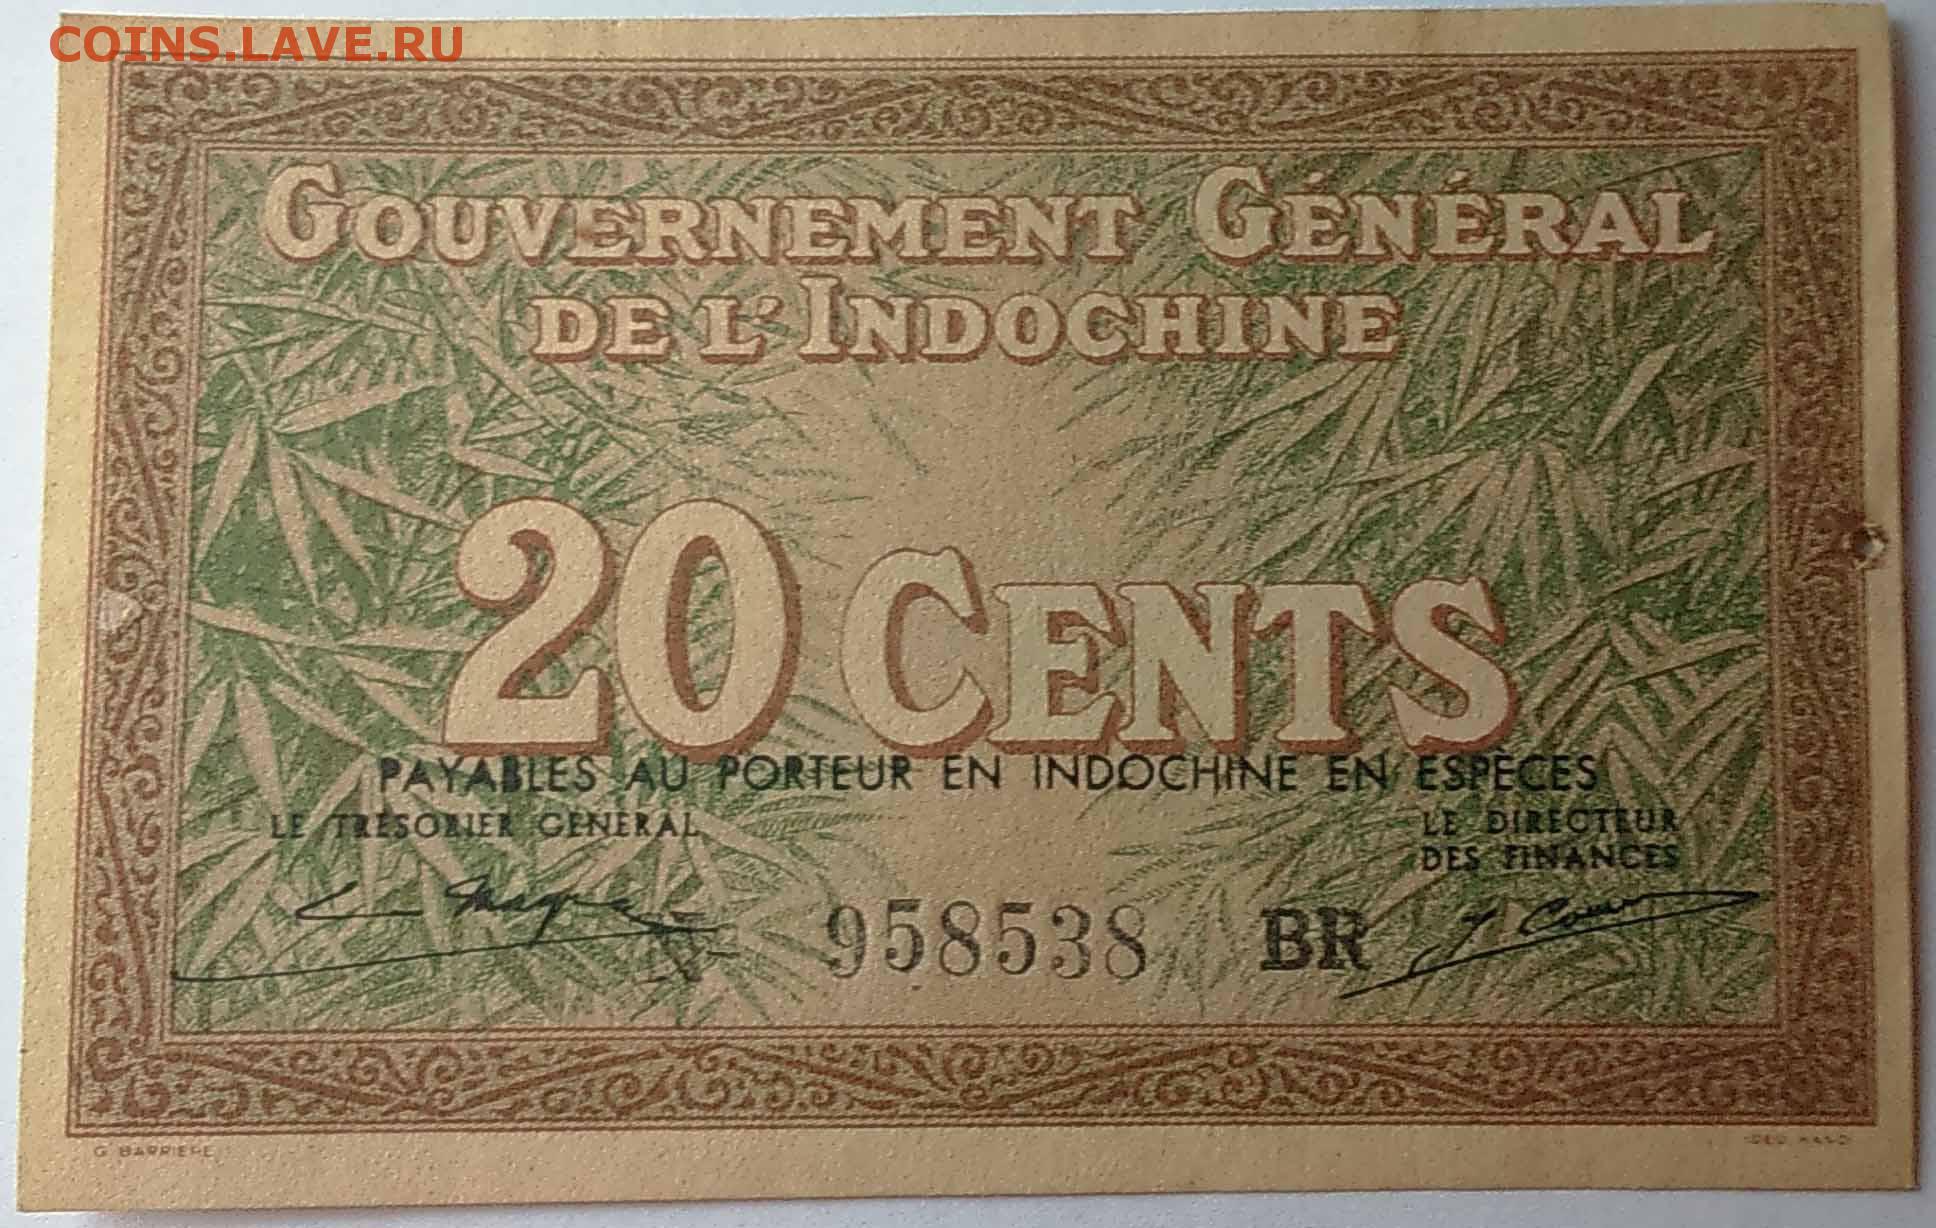 COINS.LAVE.RU
GOUVERNEMENT GÉNÉRAL
DE L'INDOCHINE
20 CENTS
PAYABLES AU PORTEUR EN INDOCHINE EN ESPÈCES
LE TRÉSORIER GÉNÉRAL
LE DIRECTEUR
DES FINANCES
958538 BR
G. BARRIÈRE